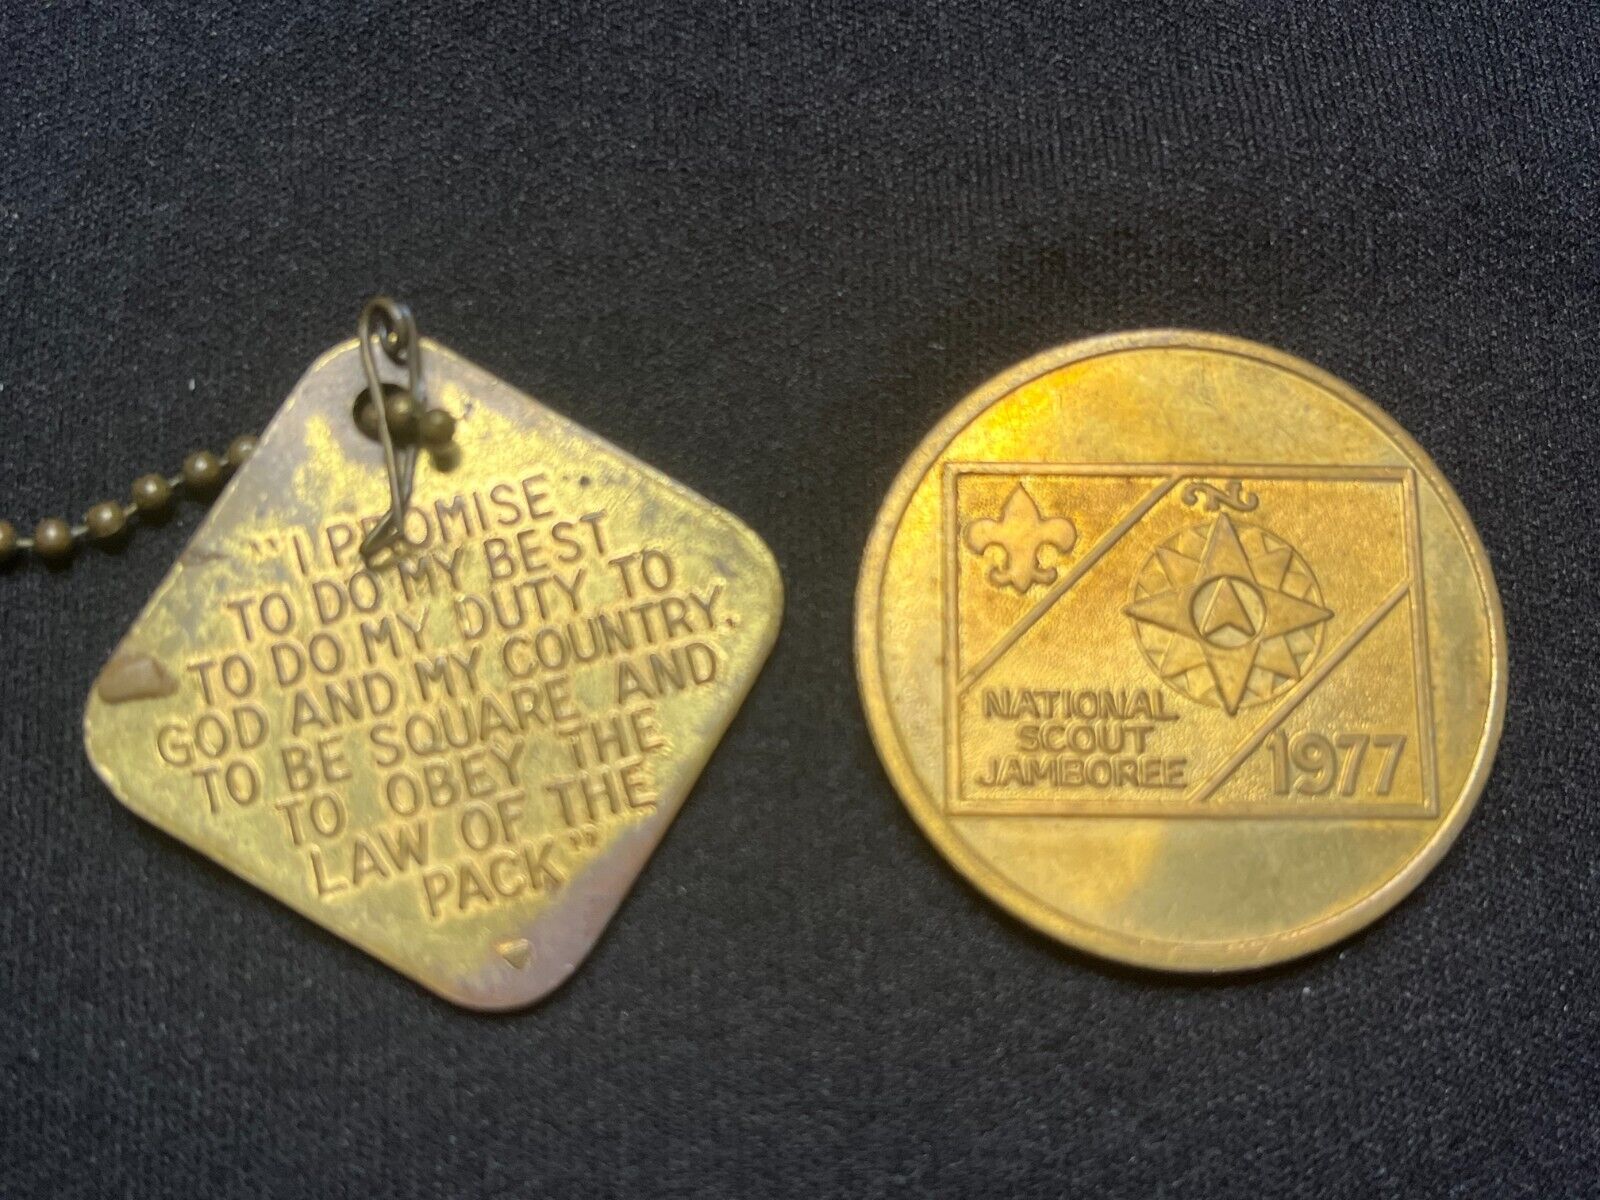 "I PROMISE
TO DO MY BEST
TO DO MY DUTY TO
GOD AND MY COUNTRY,
TO BE SQUARE AND
TO OBEY THE
LAW OF THE
PACK"
N
NATIONAL
SCOUT
JAMBOREE
1977